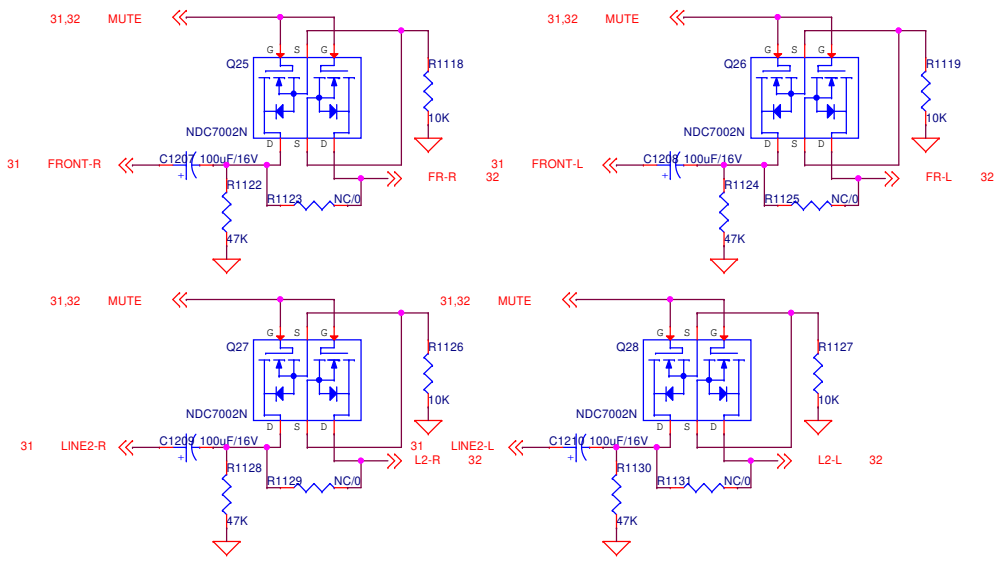 31,32 MUTE
G S G
Q25
R1118
10K
NDC7002N
D S D
31 FRONT-R
C1207 100uF/16V
+
R1122
R1123 NC/0
47K
FR-R 32
31,32 MUTE
G S G
Q26
R1119
10K
NDC7002N
D S D
31 FRONT-L
C1208 100uF/16V
+
R1124
R1125 NC/0
47K
FR-L 32
31,32 MUTE
G S G
Q27
R1126
10K
NDC7002N
D S D
31 LINE2-R
C1209 100uF/16V
+
R1128
R1129 NC/0
47K
L2-R 32
31,32 MUTE
G S G
Q28
R1127
10K
NDC7002N
D S D
31 LINE2-L
C1210 100uF/16V
+
R1130
R1131 NC/0
47K
L2-L 32